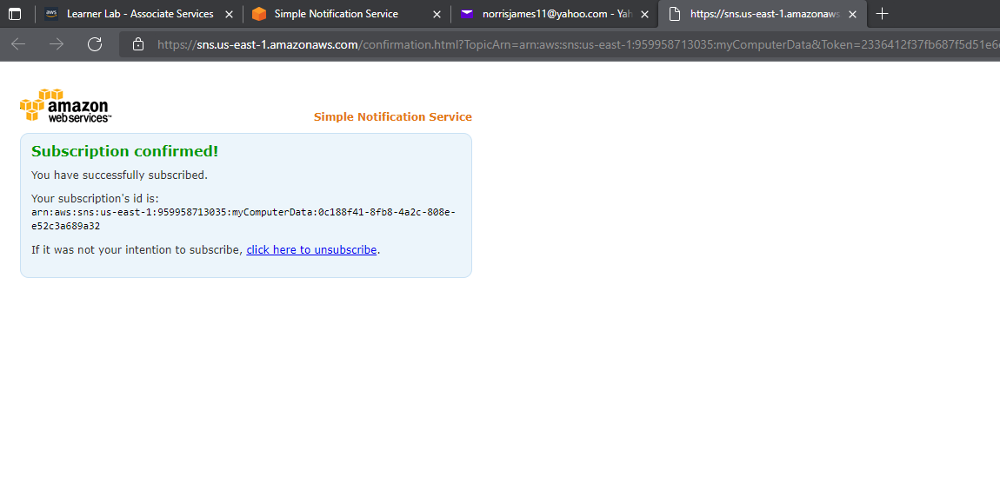 Learner Lab - Associate Services
Simple Notification Service
norrisjames11@yahoo.com - Yah
https://sns.us-east-1.amazonaws
https://sns.us-east-1.amazonaws.com/confirmation.html?TopicArn=arn:aws:sns:us-east-1:959958713035:myComputerData&Token=2336412f37fb687f5d51e6
amazon
web services™
Simple Notification Service
Subscription confirmed!
You have successfully subscribed.
Your subscription's id is:
arn:aws:sns:us-east-1:959958713035:myComputerData:0c188f41-8fb8-4a2c-808e-
e52c3a689a32
If it was not your intention to subscribe, click here to unsubscribe.